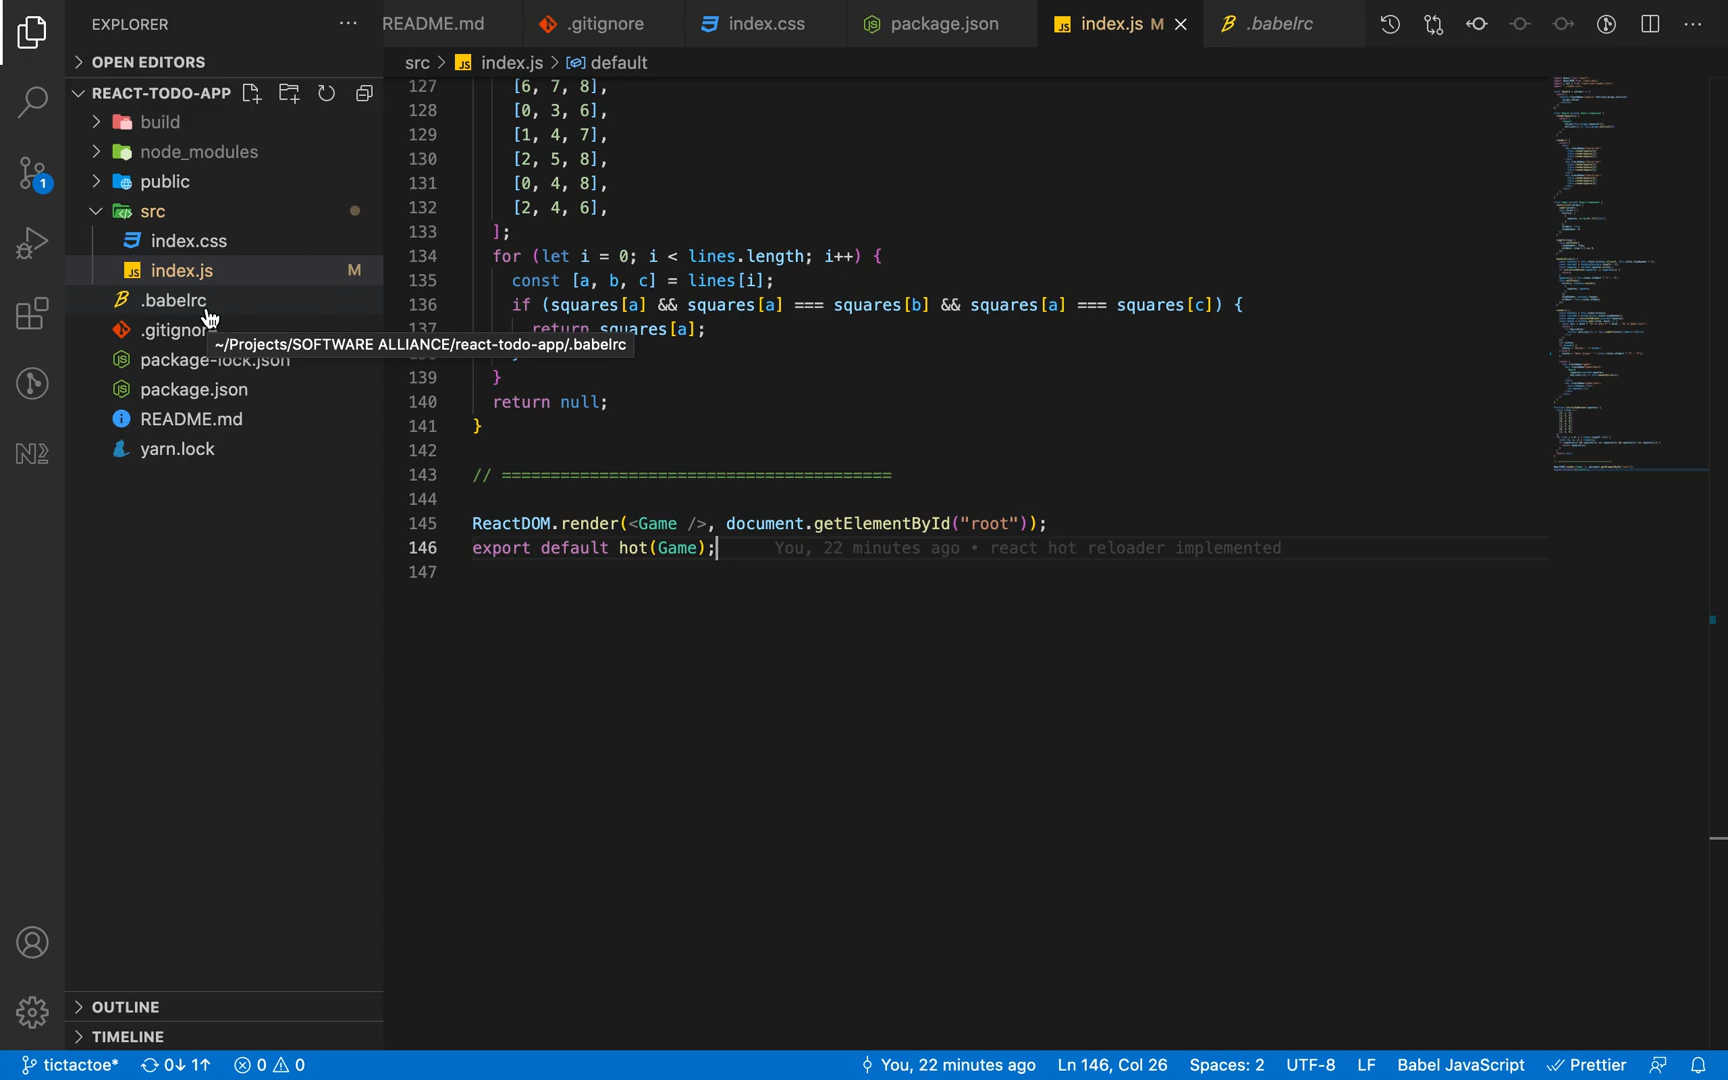 EXPLORER
OPEN EDITORS
REACT-TODO-APP
build
node_modules
public
src
index.css
index.js M
.babelrc
.gitignor
~/Projects/SOFTWARE ALLIANCE/react-todo-app/.babelrc
package-lock.json
package.json
README.md
yarn.lock
OUTLINE
TIMELINE
1
README.md .gitignore index.css package.json index.js M .babelrc
src > index.js > default
127 [6, 7, 8],
128 [0, 3, 6],
129 [1, 4, 7],
130 [2, 5, 8],
131 [0, 4, 8],
132 [2, 4, 6],
133 ];
134 for (let i = 0; i < lines.length; i++) {
135 const [a, b, c] = lines[i];
136 if (squares[a] && squares[a] === squares[b] && squares[a] === squares[c]) {
137 return squares[a];
139 }
140 return null;
141 }
142
143 // ========================================
144
145 ReactDOM.render(<Game />, document.getElementById("root"));
146 export default hot(Game); You, 22 minutes ago • react hot reloader implemented
147
tictactoe* 0↓ 1↑ 0 0 You, 22 minutes ago Ln 146, Col 26 Spaces: 2 UTF-8 LF Babel JavaScript Prettier